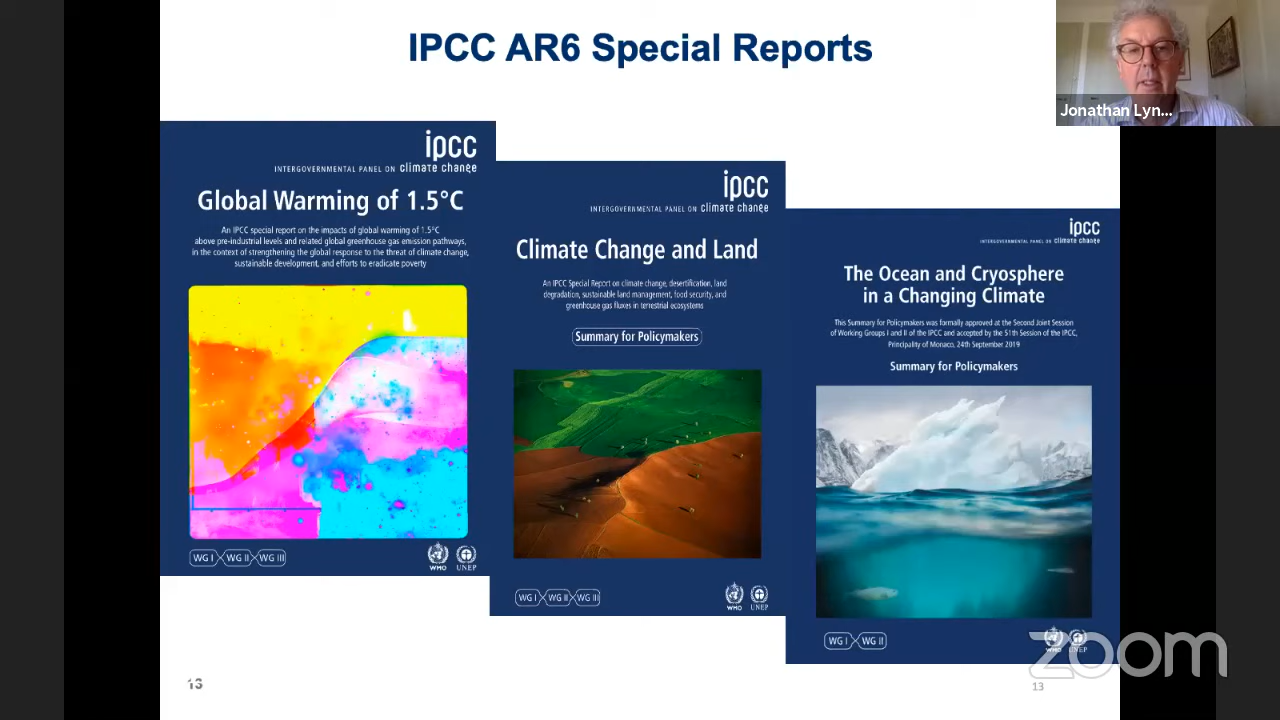 IPCC AR6 Special Reports
Jonathan Lyn...
ipcc
INTERGOVERNMENTAL PANEL ON climate change
Global Warming of 1.5°C
An IPCC special report on the impacts of global warming of 1.5°C
above pre-industrial levels and related global greenhouse gas emission pathways,
in the context of strengthening the global response to the threat of climate change,
sustainable development, and efforts to eradicate poverty
WG I WG II WG III
WMO UNEP
ipcc
INTERGOVERNMENTAL PANEL ON climate change
Climate Change and Land
An IPCC Special Report on climate change, desertification, land
degradation, sustainable land management, food security, and
greenhouse gas fluxes in terrestrial ecosystems
Summary for Policymakers
WG I WG II WG III
WMO UNEP
ipcc
INTERGOVERNMENTAL PANEL ON climate change
The Ocean and Cryosphere
in a Changing Climate
This Summary for Policymakers was formally approved at the Second Joint Session
of Working Groups I and II of the IPCC and accepted by the 51th Session of the IPCC,
Principality of Monaco, 24th September 2019
Summary for Policymakers
WG I WG II
WMO UNEP
zoom
13